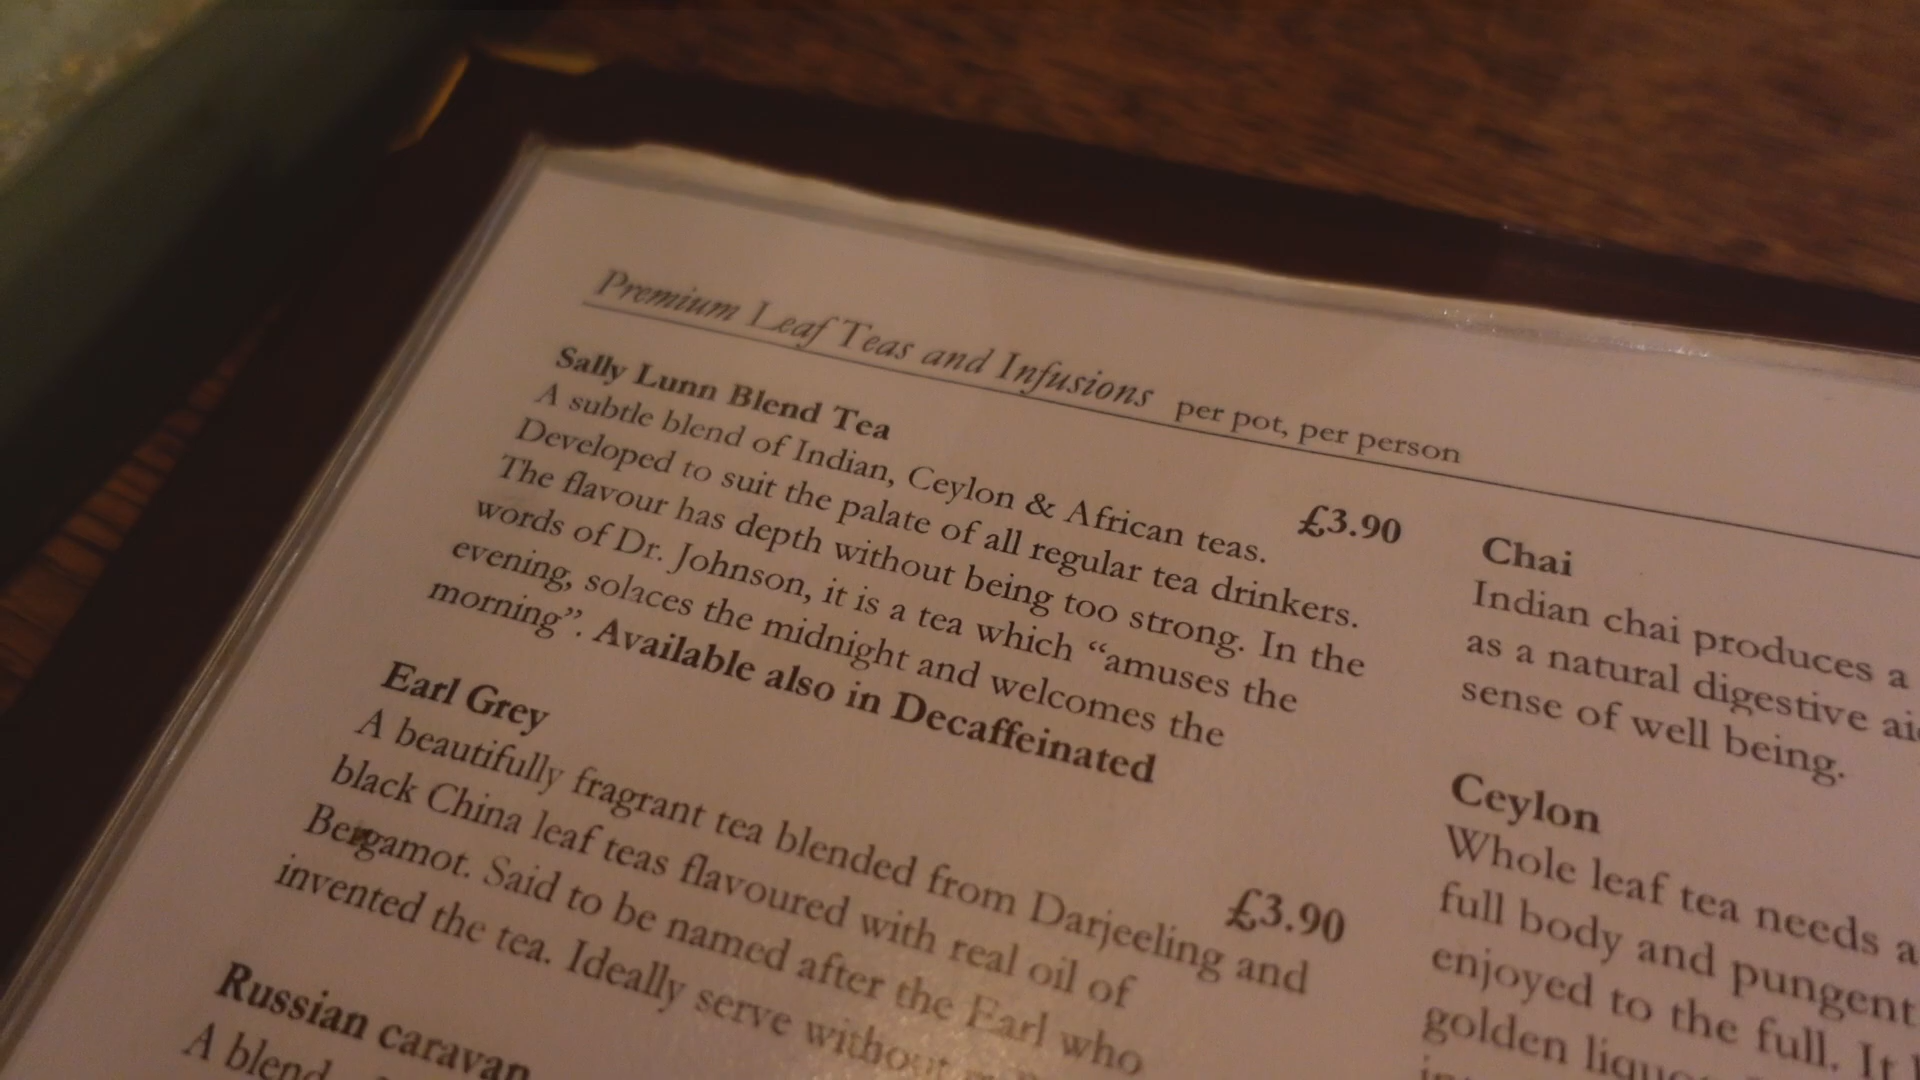 Premium Leaf Teas and Infusions per pot, per person
Sally Lunn Blend Tea £3.90
A subtle blend of Indian, Ceylon & African teas.
Developed to suit the palate of all regular tea drinkers.
The flavour has depth without being too strong. In the
words of Dr. Johnson, it is a tea which “amuses the
evening, solaces the midnight and welcomes the
morning”. Available also in Decaffeinated
Earl Grey £3.90
A beautifully fragrant tea blended from Darjeeling and
black China leaf teas flavoured with real oil of
Bergamot. Said to be named after the Earl who
invented the tea. Ideally serve without
Russian caravan
A blend
Chai
Indian chai produces a
as a natural digestive
sense of well being.
Ceylon
Whole leaf tea needs a
full body and pungent
enjoyed to the full. It
golden